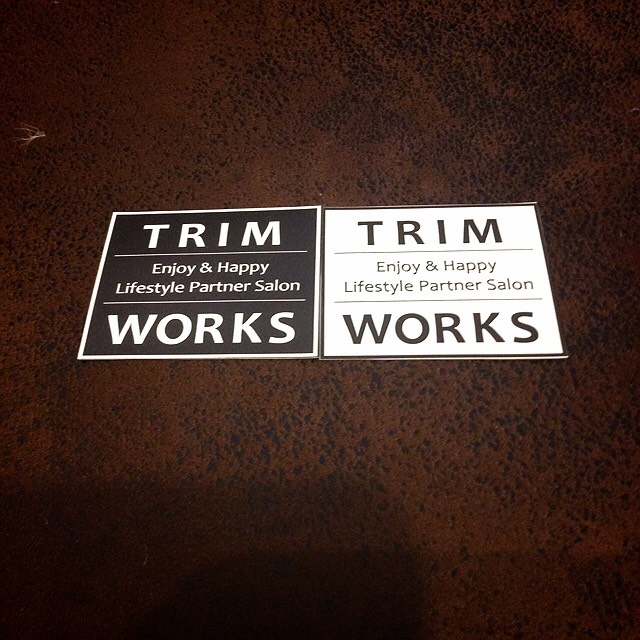 TRIM
Enjoy & Happy
Lifestyle Partner Salon
WORKS
TRIM
Enjoy & Happy
Lifestyle Partner Salon
WORKS